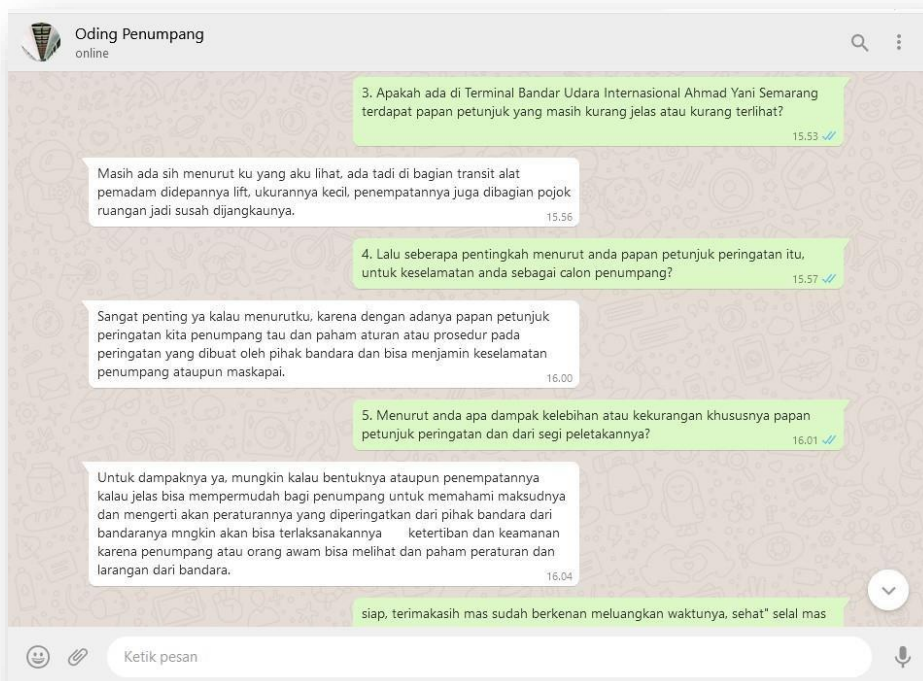 Oding Penumpang
online
3. Apakah ada di Terminal Bandar Udara Internasional Ahmad Yani Semarang
terdapat papan petunjuk yang masih kurang jelas atau kurang terlihat?
15.53
Masih ada sih menurut ku yang aku lihat, ada tadi di bagian transit alat
pemadam didepannya lift, ukurannya kecil, penempatannya juga dibagian pojok
ruangan jadi susah dijangkaunya.
15.56
4. Lalu seberapa pentingkah menurut anda papan petunjuk peringatan itu,
untuk keselamatan anda sebagai calon penumpang?
15.57
Sangat penting ya kalau menurutku, karena dengan adanya papan petunjuk
peringatan kita penumpang tau dan paham aturan atau prosedur pada
peringatan yang dibuat oleh pihak bandara dan bisa menjamin keselamatan
penumpang ataupun maskapai.
16.00
5. Menurut anda apa dampak kelebihan atau kekurangan khususnya papan
petunjuk peringatan dan dari segi peletakannya?
16.01
Untuk dampaknya ya, mungkin kalau bentuknya ataupun penempatannya
kalau jelas bisa mempermudah bagi penumpang untuk memahami maksudnya
dan mengerti akan peraturannya yang diperingatkan dari pihak bandara dari
bandaranya mngkin akan bisa terlaksanakannya ketertiban dan keamanan
karena penumpang atau orang awam bisa melihat dan paham peraturan dan
larangan dari bandara.
16.04
siap, terimakasih mas sudah berkenan meluangkan waktunya, sehat" selal mas
Ketik pesan